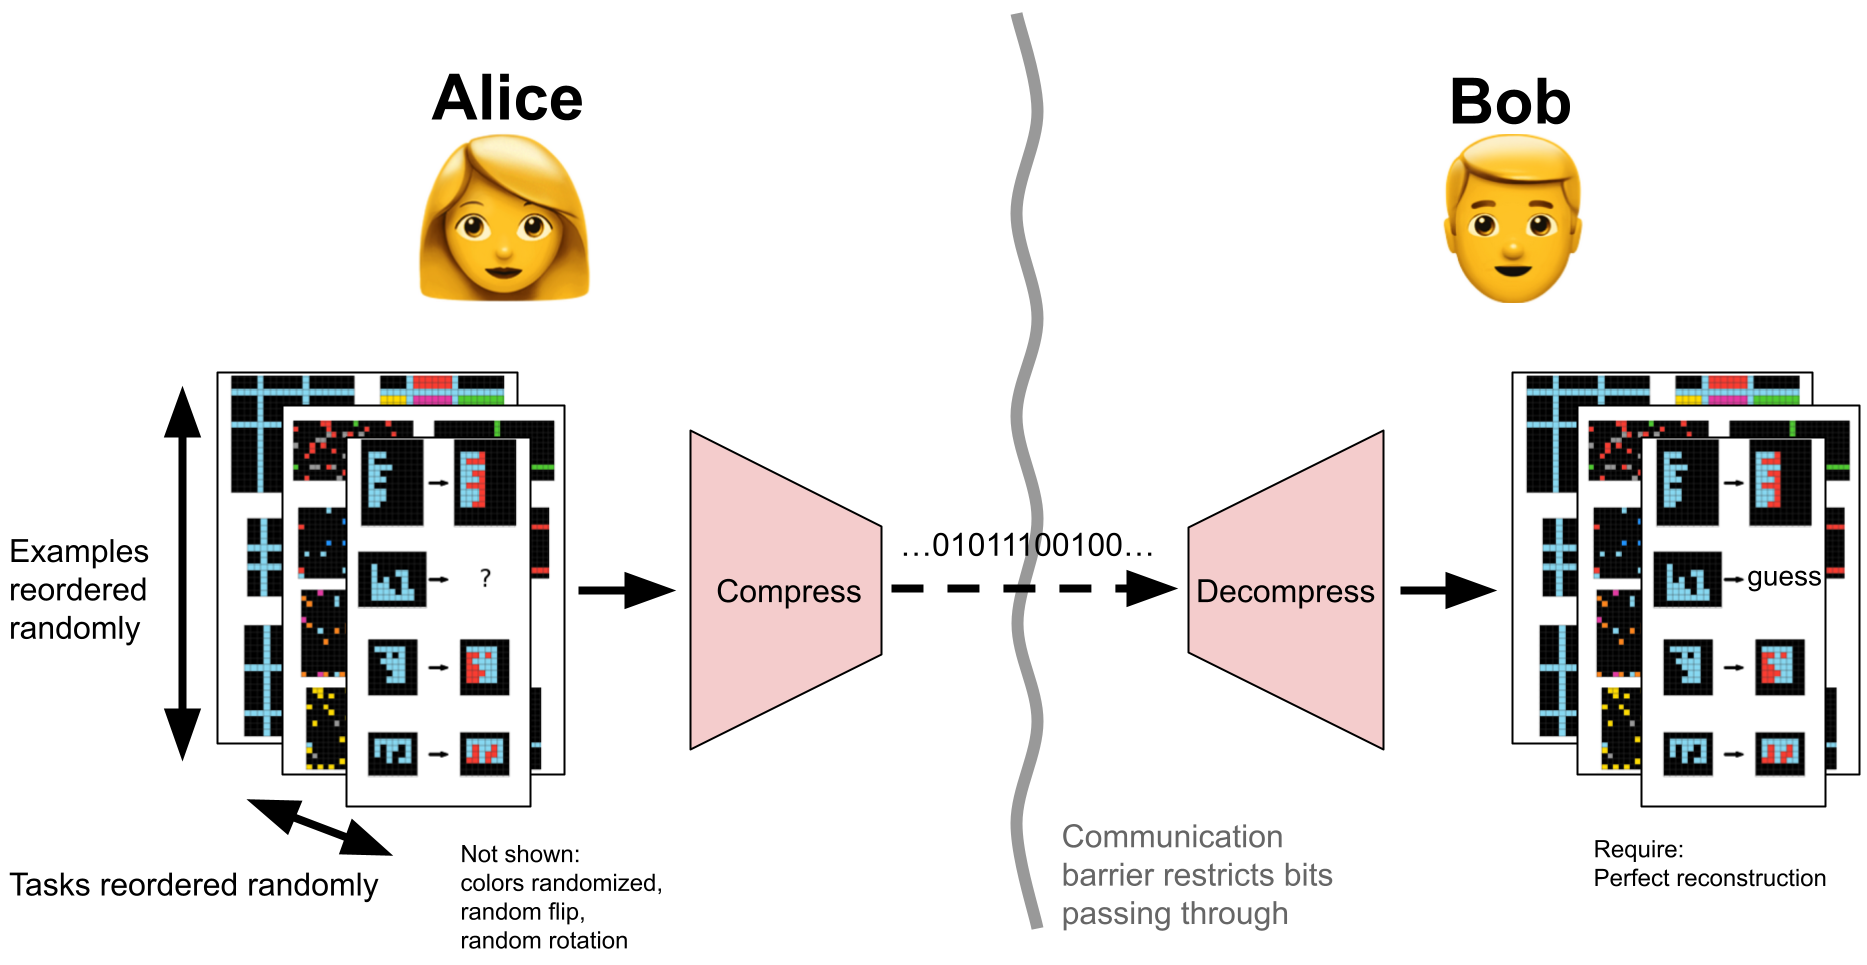 Alice
Bob
Examples
reordered
randomly
?
Compress
...01011100100...
Decompress
guess
Tasks reordered randomly
Not shown:
colors randomized,
random flip,
random rotation
Communication
barrier restricts bits
passing through
Require:
Perfect reconstruction